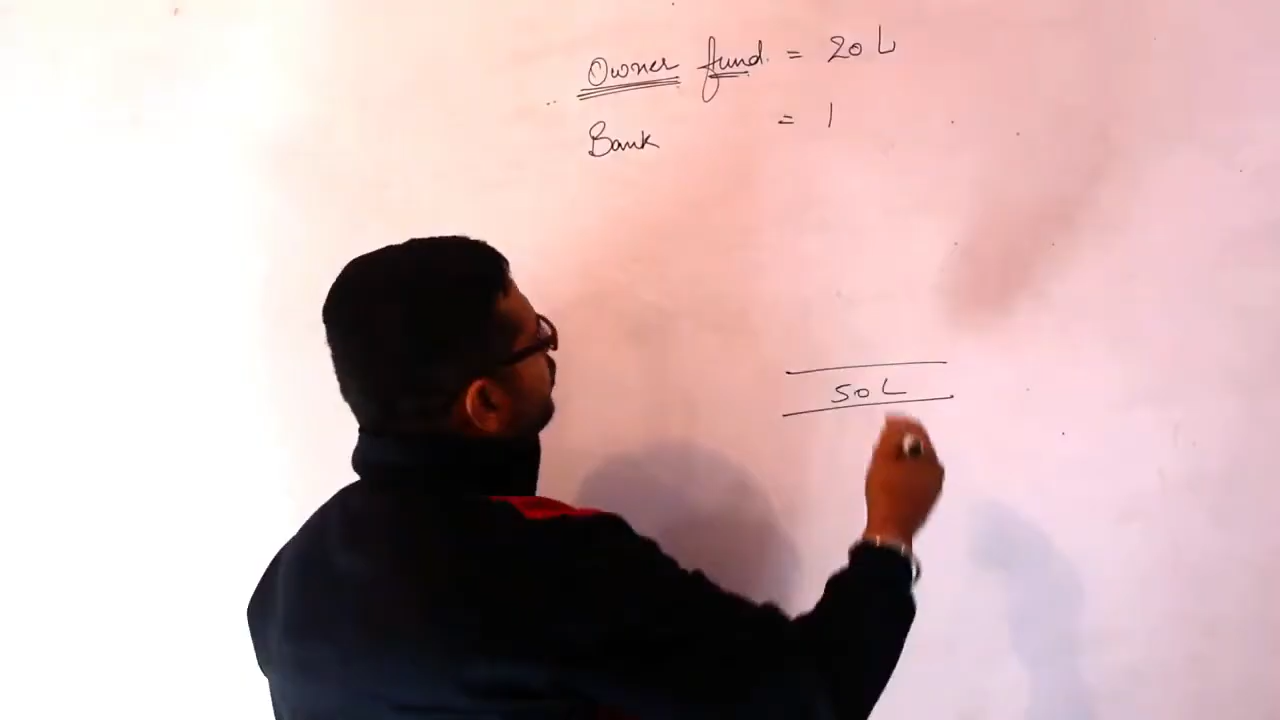 Owner fund. = 20 L
Bank = 1
50 L